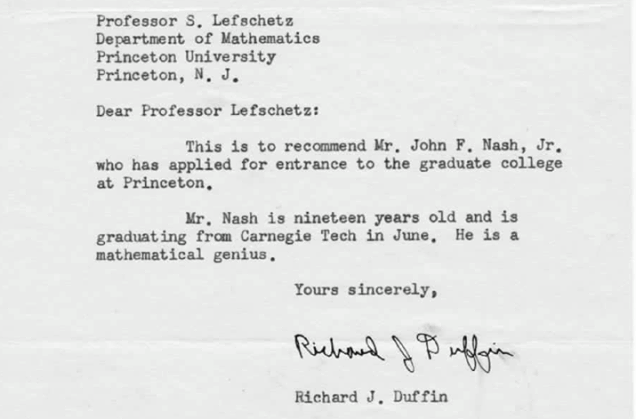 Professor S. Lefschetz
Department of Mathematics
Princeton University
Princeton, N. J.
Dear Professor Lefschetz:
This is to recommend Mr. John F. Nash, Jr.
who has applied for entrance to the graduate college
at Princeton.
Mr. Nash is nineteen years old and is
graduating from Carnegie Tech in June. He is a
mathematical genius.
Yours sincerely,
Richard J Duffin
Richard J. Duffin